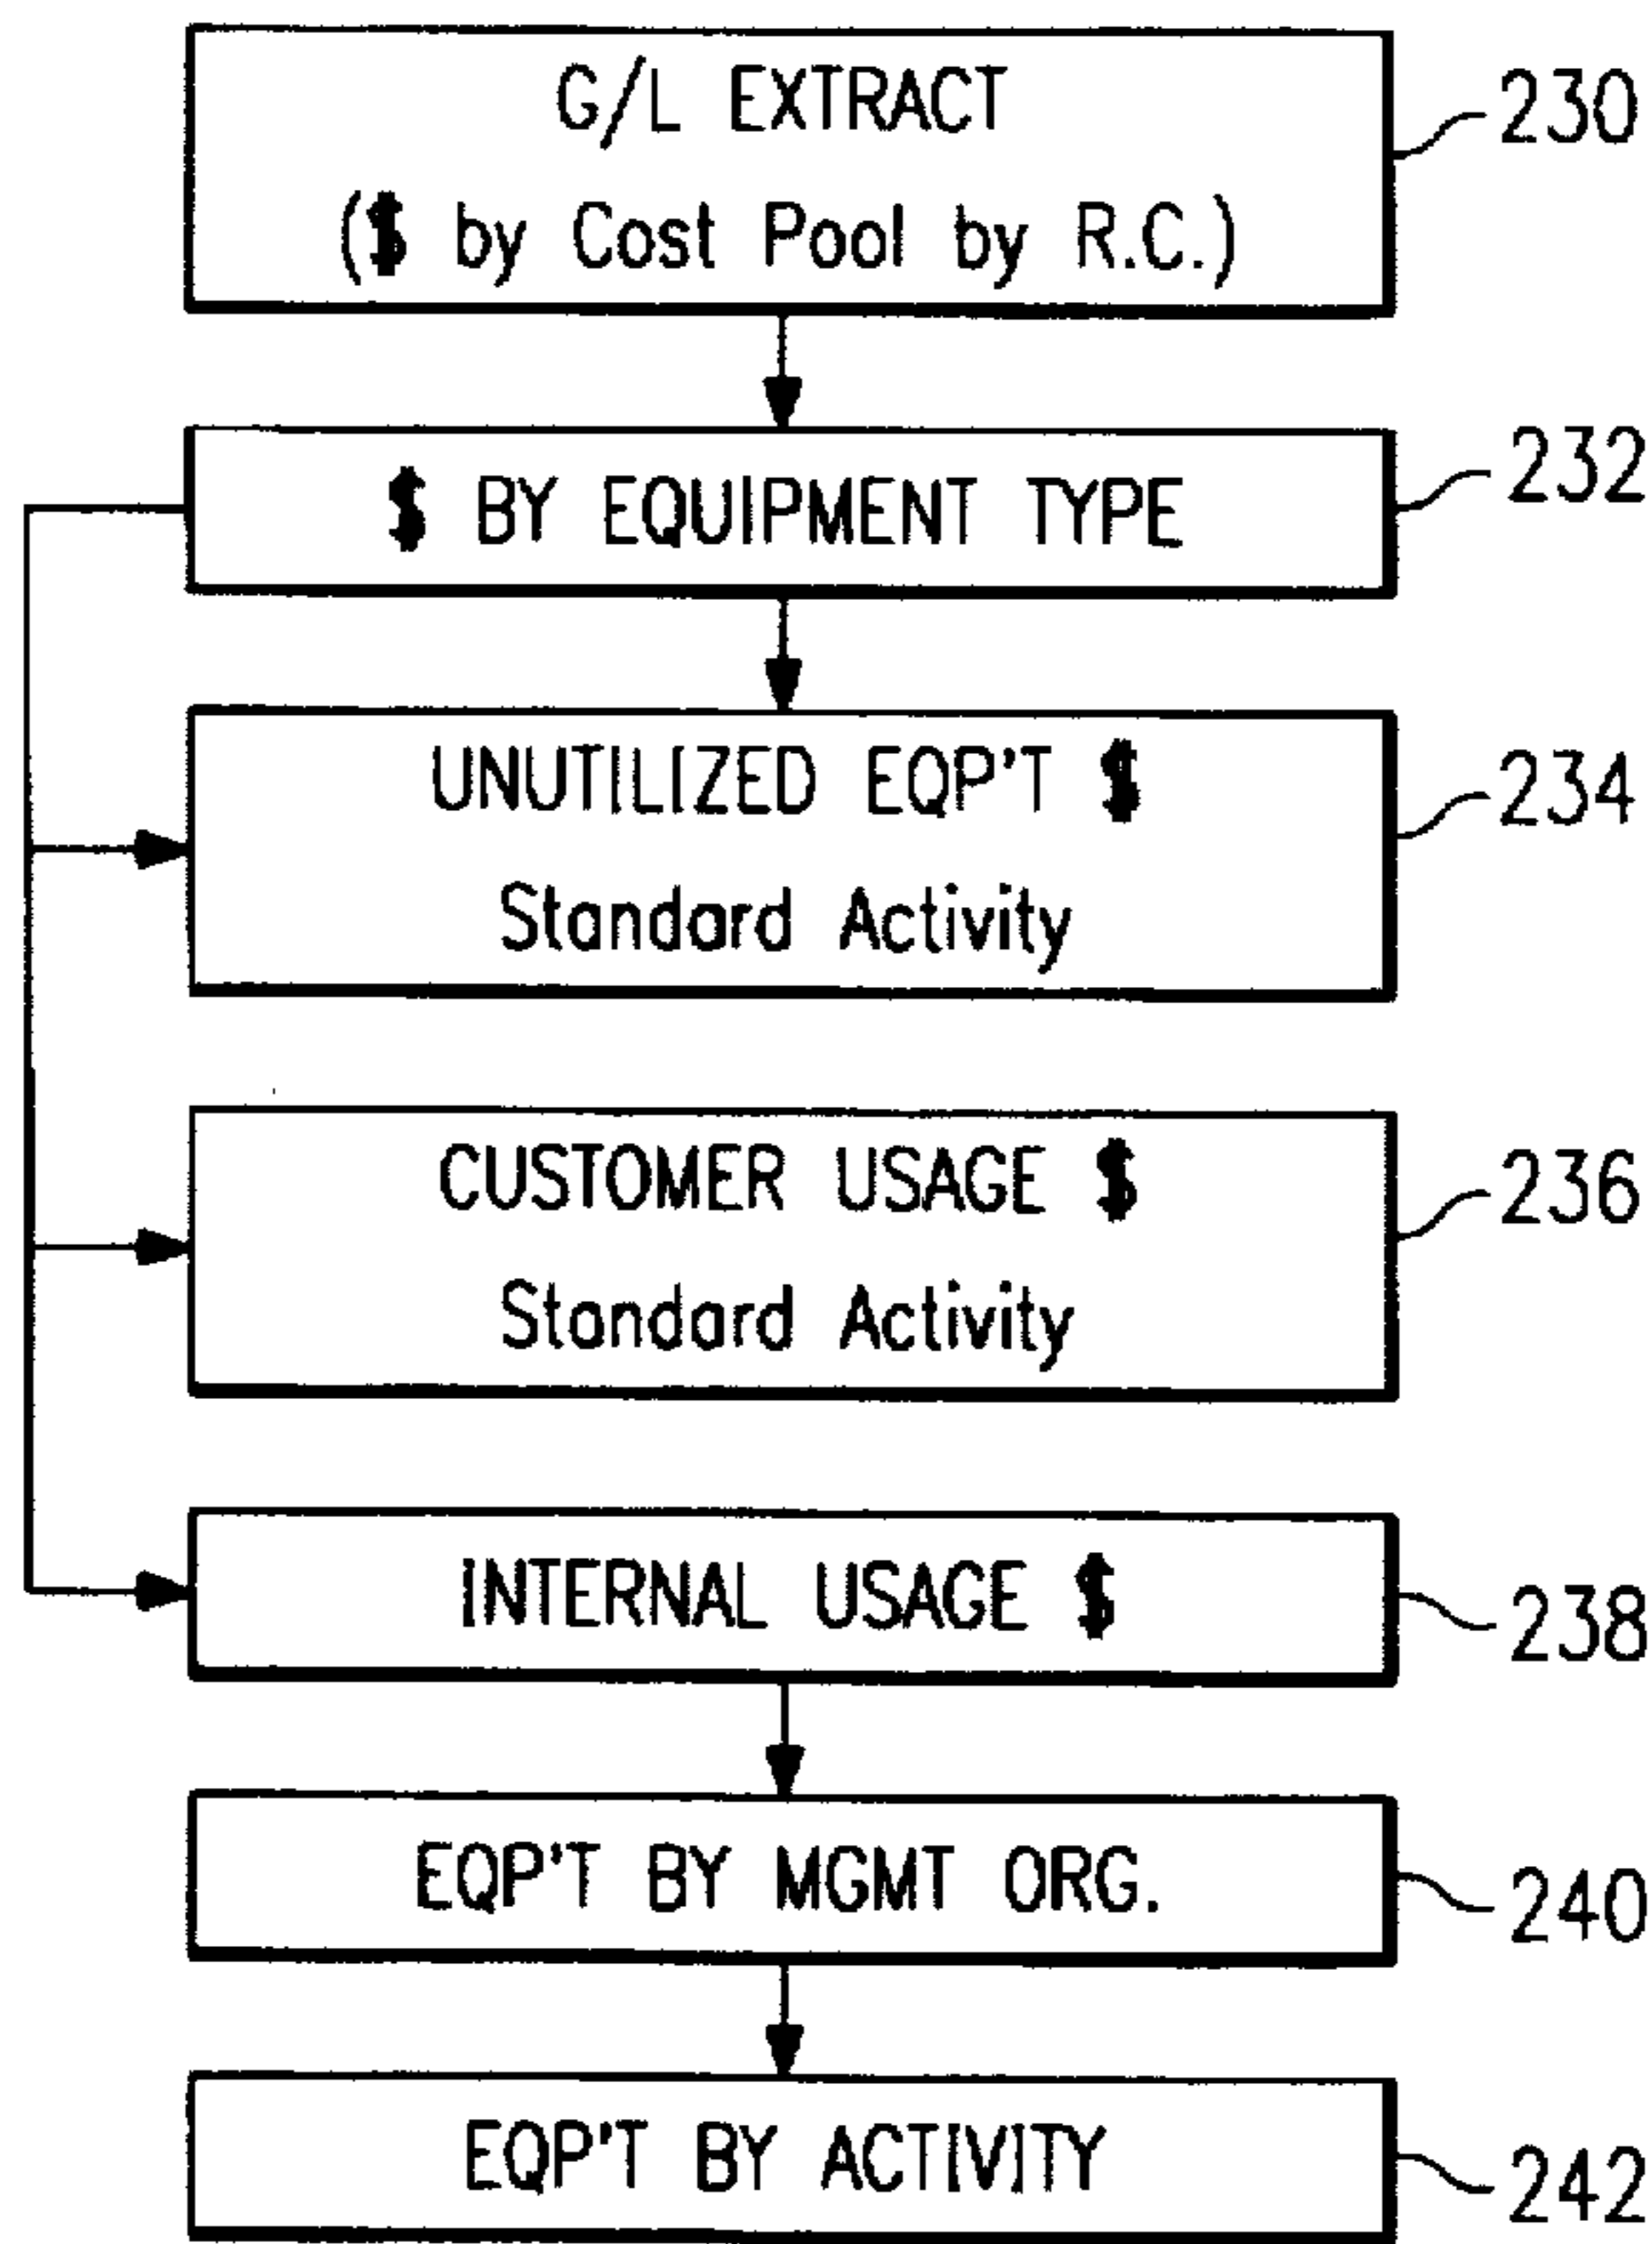 G/L EXTRACT
($ by Cost Pool by R.C.)
230
$ BY EQUIPMENT TYPE
232
UNUTILIZED EQP'T $
Standard Activity
234
CUSTOMER USAGE $
Standard Activity
236
INTERNAL USAGE $
238
EQP'T BY MGMT ORG.
240
EQP'T BY ACTIVITY
242